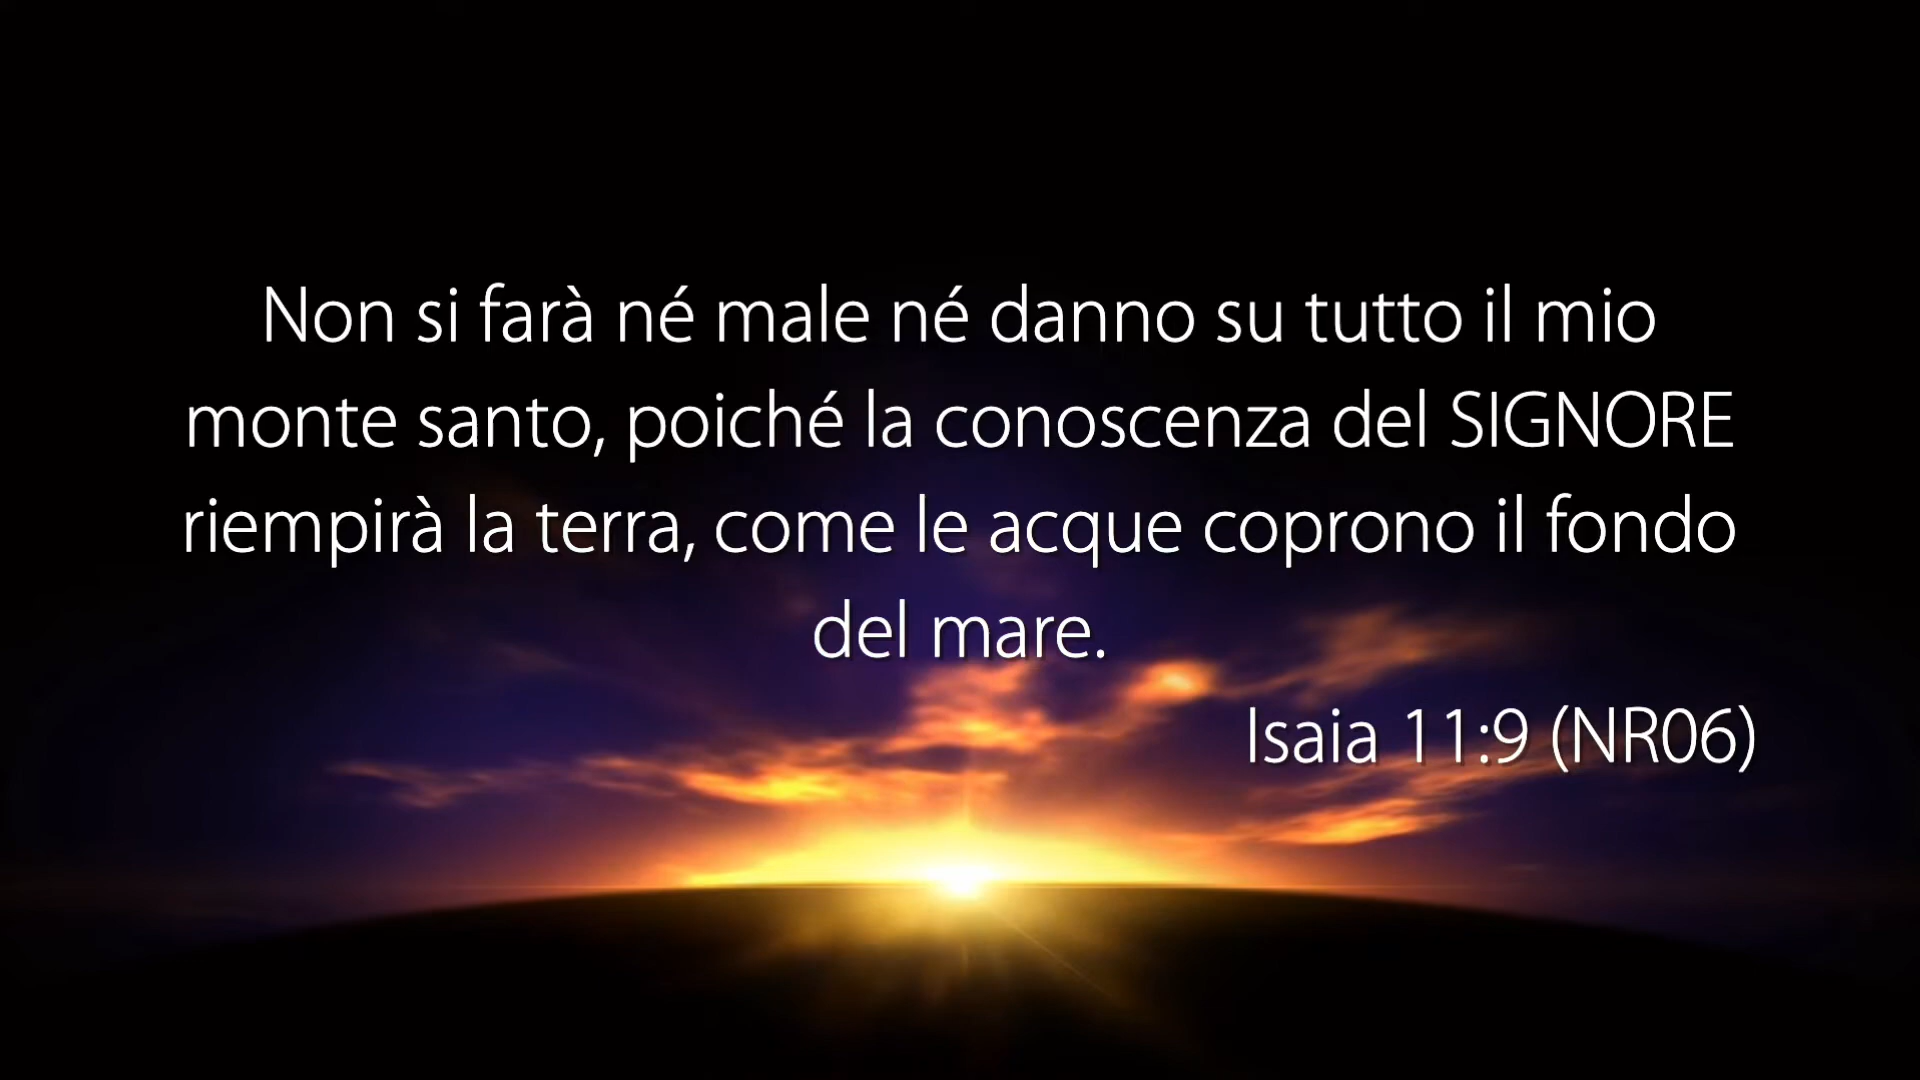 Non si farà né male né danno su tutto il mio
monte santo, poiché la conoscenza del SIGNORE
riempirà la terra, come le acque coprono il fondo
del mare.
Isaia 11:9 (NR06)